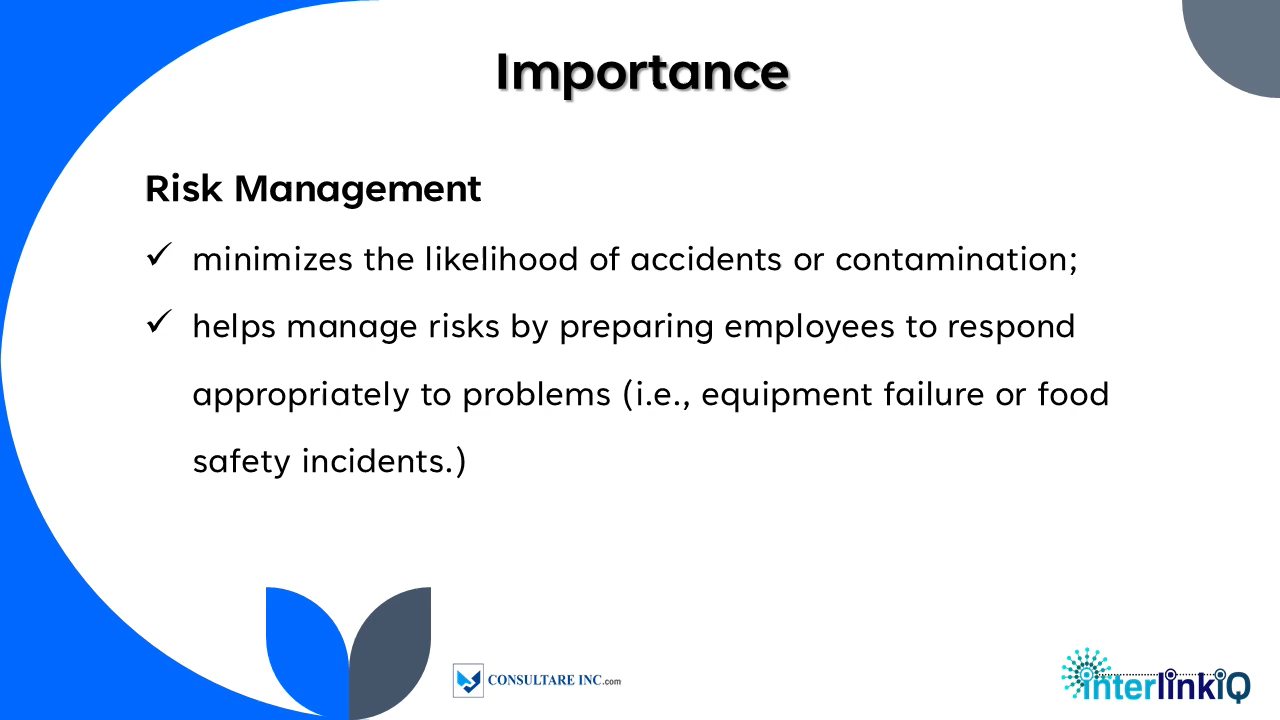 Importance
Risk Management
✓ minimizes the likelihood of accidents or contamination;
✓ helps manage risks by preparing employees to respond
appropriately to problems (i.e., equipment failure or food
safety incidents.)
CONSULTARE INC.com
interlinkIQ